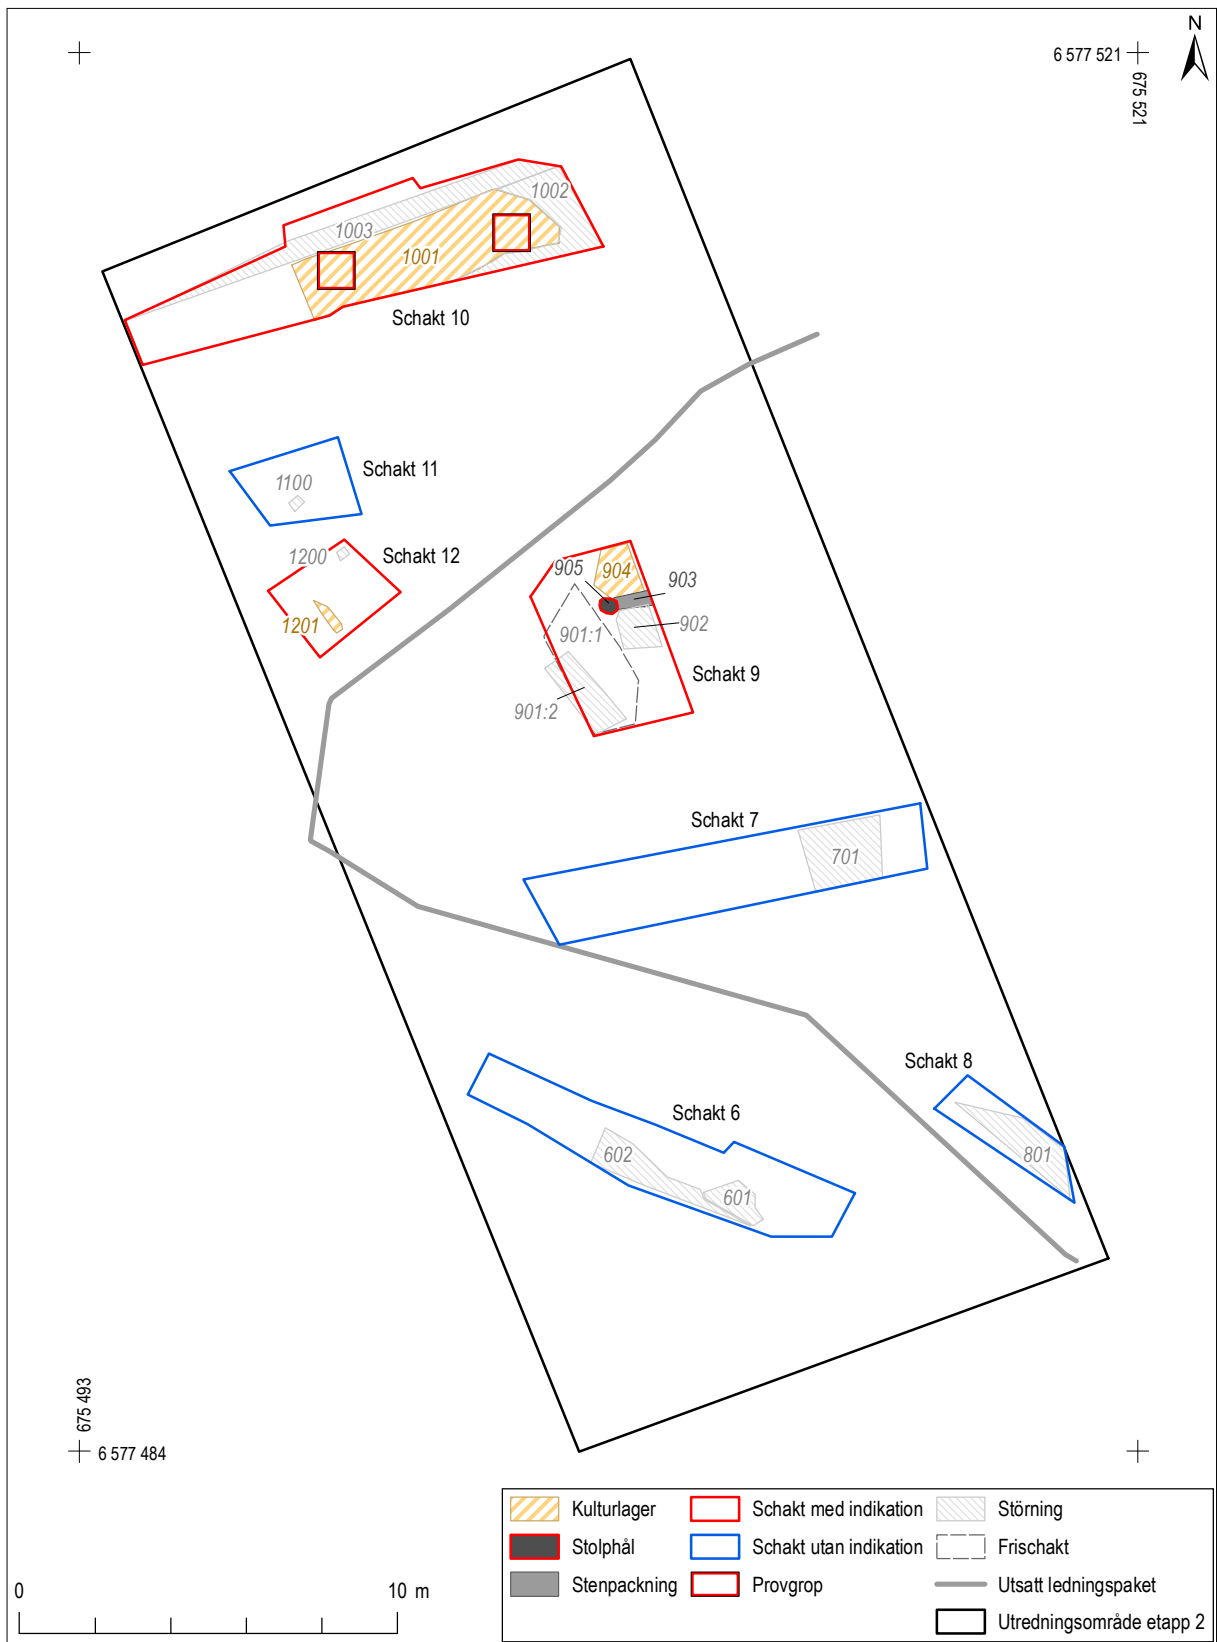 N
6 577 521
675 521
1002
1003
1001
Schakt 10
Schakt 11
1100
1200
Schakt 12
1201
905
904
903
901:1
902
Schakt 9
901:2
Schakt 7
701
Schakt 8
Schakt 6
602
601
801
675 493
6 577 484
Kulturlager
Schakt med indikation
Störning
Stolphål
Schakt utan indikation
Frischakt
Stenpackning
Provgrop
Utsatt ledningspaket
Utredningsområde etapp 2
0
10 m